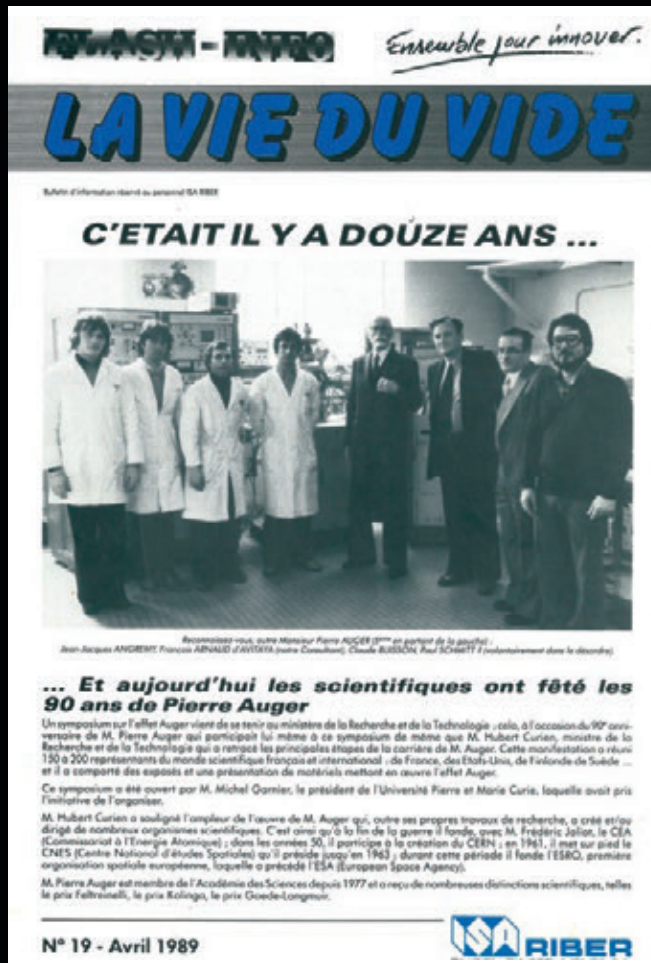 FLASH - INFO
Ensemble pour innover.
LA VIE DU VIDE
Bulletin d'information réservé au personnel ISA RIBER
C'ETAIT IL Y A DOUZE ANS ...
Reconnaissez-vous, outre Monsieur Pierre AUGER (5ème en partant de la gauche) :
Jean-Jacques ANGREMY, François ARNAUD d'AVITAYA (notre Consultant), Claude BUISSON, Paul SCHMITT ? (volontairement dans le désordre).
... Et aujourd'hui les scientifiques ont fêté les
90 ans de Pierre Auger
Un symposium sur l'effet Auger vient de se tenir au ministère de la Recherche et de la Technologie ; cela, à l'occasion du 90e anni-
versaire de M. Pierre Auger qui participait lui même à ce symposium de même que M. Hubert Curien, ministre de la
Recherche et de la Technologie qui a retracé les principales étapes de la carrière de M. Auger. Cette manifestation a réuni
150 à 200 représentants du monde scientifique français et international : de France, des Etats-Unis, de Finlande de Suède ...
et il a comporté des exposés et une présentation de matériels mettant en œuvre l'effet Auger.
Ce symposium a été ouvert par M. Michel Garnier, le président de l'Université Pierre et Marie Curie, laquelle avait pris
l'initiative de l'organiser.
M. Hubert Curien a souligné l'ampleur de l'œuvre de M. Auger qui, outre ses propres travaux de recherche, a créé et/ou
dirigé de nombreux organismes scientifiques. C'est ainsi qu'à la fin de la guerre il fonde, avec M. Frédéric Joliot, le CEA
(Commissariat à l'Energie Atomique) ; dans les années 50, il participe à la création du CERN ; en 1961, il met sur pied le
CNES (Centre National d'études Spatiales) qu'il préside jusqu'en 1963 ; durant cette période il fonde l'ESRO, première
organisation spatiale européenne, laquelle a précédé l'ESA (European Space Agency).
M. Pierre Auger est membre de l'Académie des Sciences depuis 1977 et a reçu de nombreuses distinctions scientifiques, telles
le prix Feltrinelli, le prix Kalinga, le prix Gaede-Langmuir.
N° 19 - Avril 1989
ISA RIBER